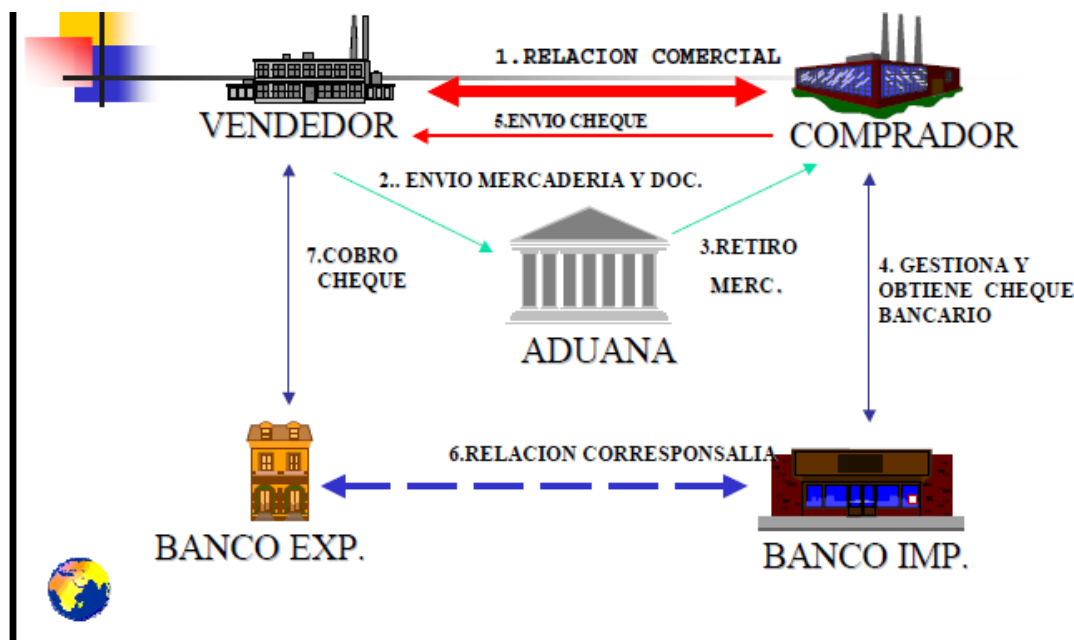 1.RELACION COMERCIAL
VENDEDOR
5.ENVIO CHEQUE
COMPRADOR
2.. ENVIO MERCADERIA Y DOC.
7.COBRO
CHEQUE
3.RETIRO
MERC.
4. GESTIONA Y
OBTIENE CHEQUE
BANCARIO
ADUANA
6.RELACION CORRESPONSALIA
BANCO EXP.
BANCO IMP.